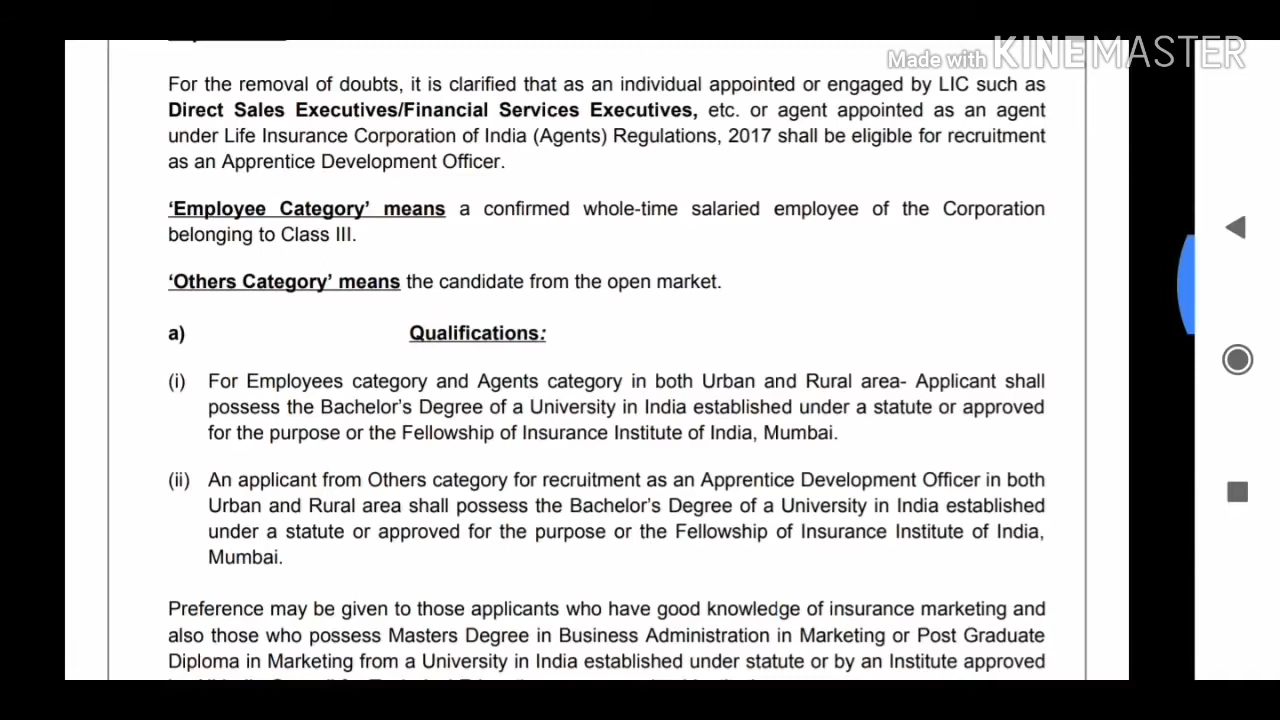 Made with KINEMASTER
For the removal of doubts, it is clarified that as an individual appointed or engaged by LIC such as
Direct Sales Executives/Financial Services Executives, etc. or agent appointed as an agent
under Life Insurance Corporation of India (Agents) Regulations, 2017 shall be eligible for recruitment
as an Apprentice Development Officer.
‘Employee Category’ means a confirmed whole-time salaried employee of the Corporation
belonging to Class III.
‘Others Category’ means the candidate from the open market.
a) Qualifications:
(i) For Employees category and Agents category in both Urban and Rural area- Applicant shall
possess the Bachelor’s Degree of a University in India established under a statute or approved
for the purpose or the Fellowship of Insurance Institute of India, Mumbai.
(ii) An applicant from Others category for recruitment as an Apprentice Development Officer in both
Urban and Rural area shall possess the Bachelor’s Degree of a University in India established
under a statute or approved for the purpose or the Fellowship of Insurance Institute of India,
Mumbai.
Preference may be given to those applicants who have good knowledge of insurance marketing and
also those who possess Masters Degree in Business Administration in Marketing or Post Graduate
Diploma in Marketing from a University in India established under statute or by an Institute approved